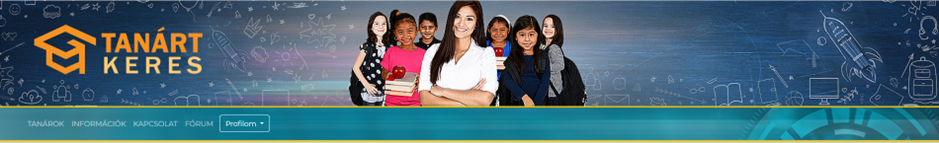 TANÁRT
KERES
TANÁROK INFORMÁCIÓK KAPCSOLAT FÓRUM Profilom